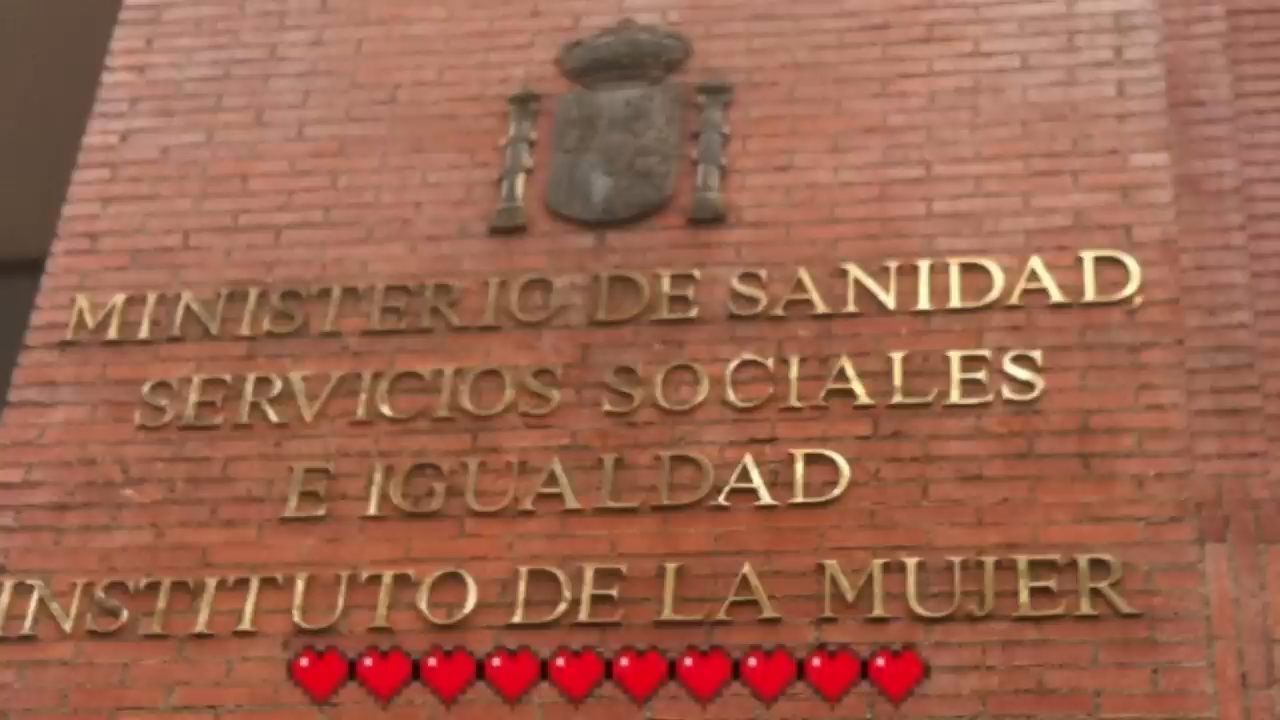 MINISTERIO DE SANIDAD,
SERVICIOS SOCIALES
E IGUALDAD
INSTITUTO DE LA MUJER